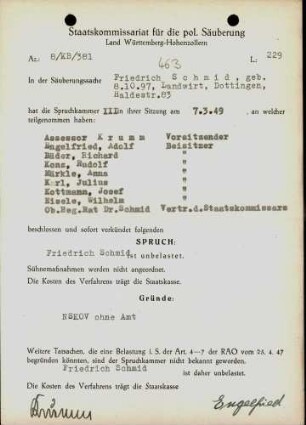 Staatskommissariat für die pol. Säuberung
Land Württemberg-Hohenzollern
Az.: 8/KB/381
L: 229
463
In der Säuberungssache Friedrich Schmid, geb.
8.10.97, Landwirt, Dottingen,
Baldestr.83
hat die Spruchkammer III in ihrer Sitzung am 7.3.49, an welcher
teilgenommen haben:
Assessor Krumm Vorsitzender
Engelfried, Adolf Beisitzer
Bäder, Richard "
Konz, Rudolf "
Märkle, Anna "
Karl, Julius "
Kottmann, Josef "
Eisele, Wilhelm "
Ob.Reg.Rat Dr.Schmid Vertr.d.Staatskommissars
beschlossen und sofort verkündet folgenden
SPRUCH:
Friedrich Schmid ist unbelastet.
Sühnemaßnahmen werden nicht angeordnet.
Die Kosten des Verfahrens trägt die Staatskasse.
Gründe:
NSKOV ohne Amt
Weitere Tatsachen, die eine Belastung i. S. der Art. 4—7 der RAO vom 25. 4. 47
begründen könnten, sind der Spruchkammer nicht bekannt geworden.
Friedrich Schmid ist daher unbelastet.
Die Kosten des Verfahrens trägt die Staatskasse
Krumm Engelfried